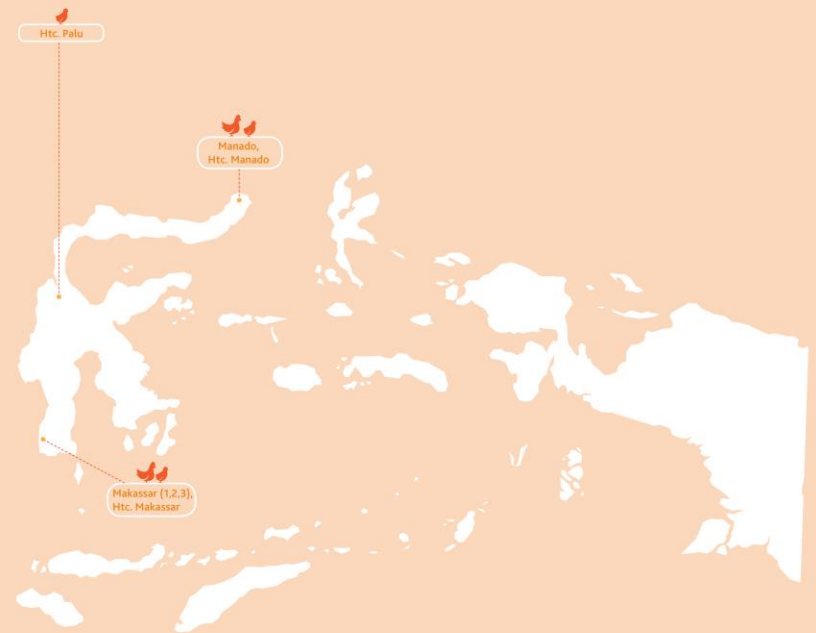 Htc. Palu
Manado,
Htc. Manado
Makassar (1,2,3),
Htc. Makassar